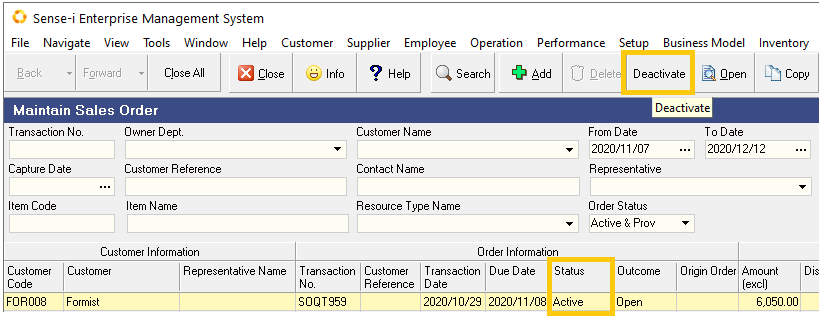 Sense-i Enterprise Management System
File Navigate View Tools Window Help Customer Supplier Employee Operation Performance Setup Business Model Inventory
Back Forward Close All Close Info Help Search Add Delete Deactivate Open Copy
Deactivate
Maintain Sales Order
Transaction No. Owner Dept. Customer Name From Date To Date
2020/11/07 ... 2020/12/12 ...
Capture Date Customer Reference Contact Name Representative
...
Item Code Item Name Resource Type Name Order Status
Active & Prov
Customer Information Order Information
Customer Code Customer Representative Name Transaction No. Customer Reference Transaction Date Due Date Status Outcome Origin Order Amount (excl) Dis
FOR008 Formist SOQT959 2020/10/29 2020/11/08 Active Open 6,050.00